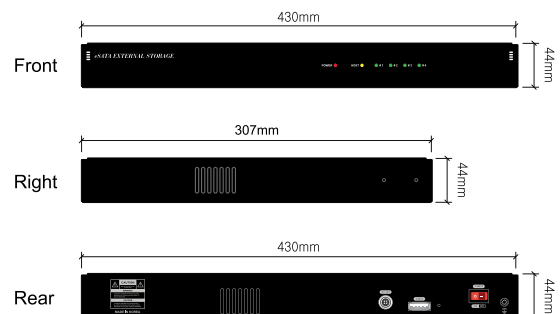 430mm
Front
eSATA EXTERNAL STORAGE
POWER
HOST
#1
#2
#3
#4
44mm
307mm
Right
44mm
430mm
Rear
CAUTION
MADE IN KOREA
44mm